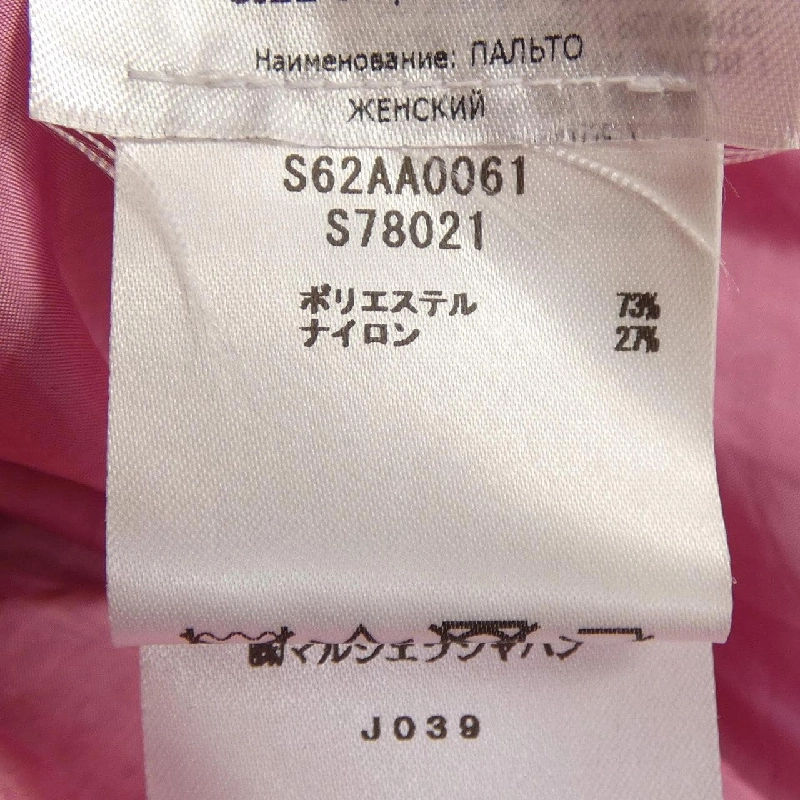 Наименование: ПАЛЬТО
ЖЕНСКИЙ
S62AA0061
S78021
ポリエステル 73%
ナイロン 27%
J039